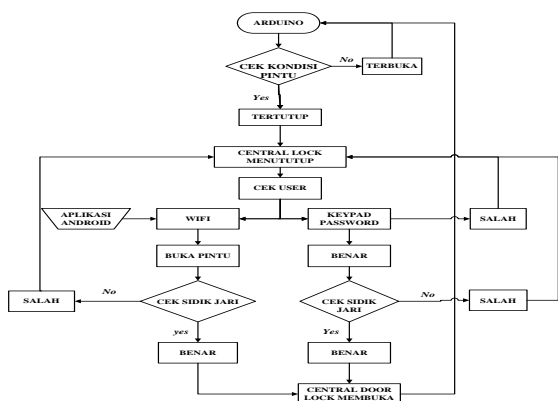 ARDUINO
CEK KONDISI
PINTU
No
TERBUKA
Yes
TERTUTUP
CENTRAL LOCK
MENUTUTUP
CEK USER
APLIKASI
ANDROID
WIFI
KEYPAD
PASSWORD
SALAH
BUKA PINTU
BENAR
SALAH
No
CEK SIDIK JARI
CEK SIDIK
JARI
No
SALAH
yes
Yes
BENAR
BENAR
CENTRAL DOOR
LOCK MEMBUKA